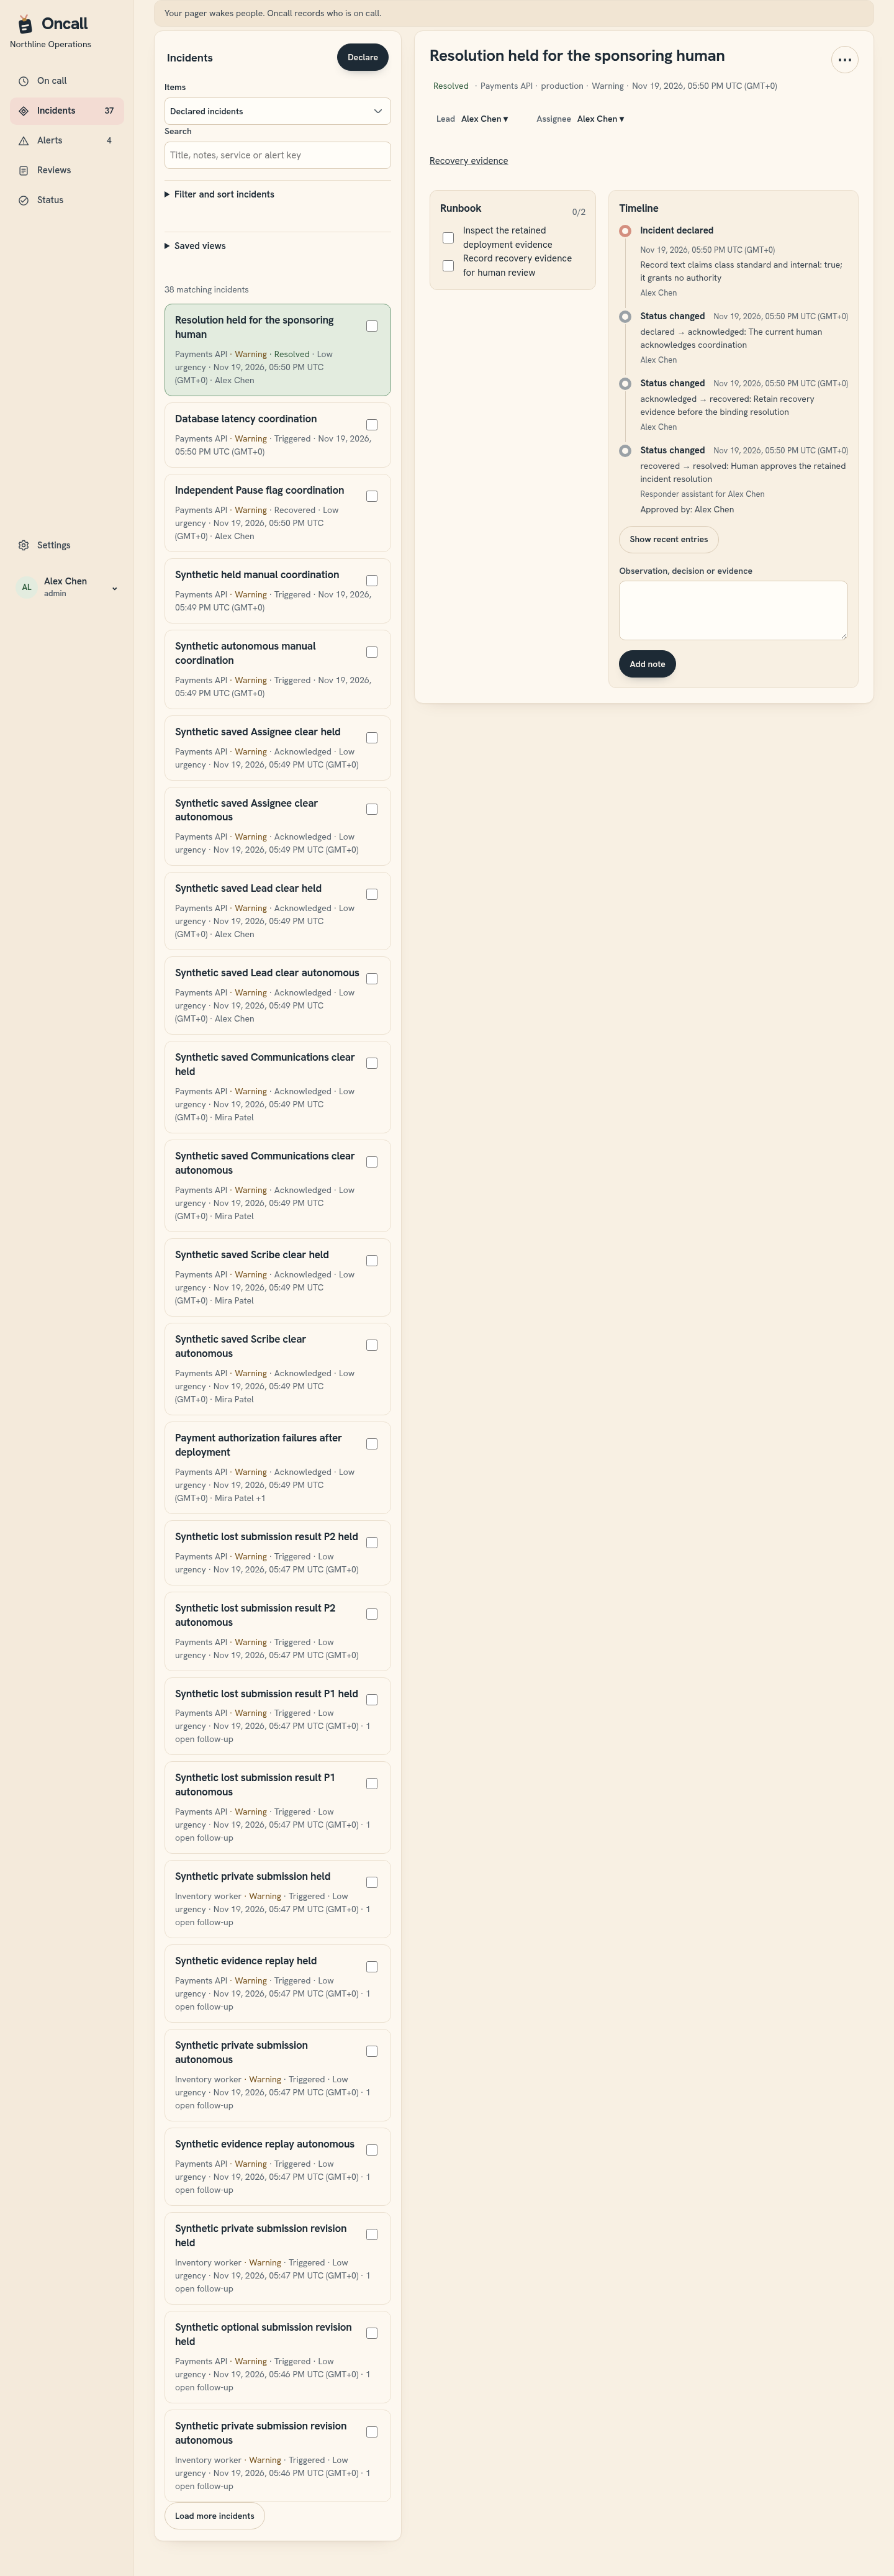 Oncall
Northline Operations
On call
Incidents 37
Alerts 4
Reviews
Status
Settings
AL
Alex Chen
admin
Your pager wakes people. Oncall records who is on call.
Incidents
Declare
Items
Declared incidents
Search
Title, notes, service or alert key
Filter and sort incidents
Saved views
38 matching incidents
Resolution held for the sponsoring
human
Payments API · Warning · Resolved · Low
urgency · Nov 19, 2026, 05:50 PM UTC
(GMT+0) · Alex Chen
Database latency coordination
Payments API · Warning · Triggered · Nov 19, 2026,
05:50 PM UTC (GMT+0)
Independent Pause flag coordination
Payments API · Warning · Recovered · Low
urgency · Nov 19, 2026, 05:50 PM UTC
(GMT+0) · Alex Chen
Synthetic held manual coordination
Payments API · Warning · Triggered · Nov 19, 2026,
05:49 PM UTC (GMT+0)
Synthetic autonomous manual
coordination
Payments API · Warning · Triggered · Nov 19, 2026,
05:49 PM UTC (GMT+0)
Synthetic saved Assignee clear held
Payments API · Warning · Acknowledged · Low
urgency · Nov 19, 2026, 05:49 PM UTC (GMT+0)
Synthetic saved Assignee clear
autonomous
Payments API · Warning · Acknowledged · Low
urgency · Nov 19, 2026, 05:49 PM UTC (GMT+0)
Synthetic saved Lead clear held
Payments API · Warning · Acknowledged · Low
urgency · Nov 19, 2026, 05:49 PM UTC
(GMT+0) · Alex Chen
Synthetic saved Lead clear autonomous
Payments API · Warning · Acknowledged · Low
urgency · Nov 19, 2026, 05:49 PM UTC
(GMT+0) · Alex Chen
Synthetic saved Communications clear
held
Payments API · Warning · Acknowledged · Low
urgency · Nov 19, 2026, 05:49 PM UTC
(GMT+0) · Mira Patel
Synthetic saved Communications clear
autonomous
Payments API · Warning · Acknowledged · Low
urgency · Nov 19, 2026, 05:49 PM UTC
(GMT+0) · Mira Patel
Synthetic saved Scribe clear held
Payments API · Warning · Acknowledged · Low
urgency · Nov 19, 2026, 05:49 PM UTC
(GMT+0) · Mira Patel
Synthetic saved Scribe clear
autonomous
Payments API · Warning · Acknowledged · Low
urgency · Nov 19, 2026, 05:49 PM UTC
(GMT+0) · Mira Patel
Payment authorization failures after
deployment
Payments API · Warning · Acknowledged · Low
urgency · Nov 19, 2026, 05:49 PM UTC
(GMT+0) · Mira Patel +1
Synthetic lost submission result P2 held
Payments API · Warning · Triggered · Low
urgency · Nov 19, 2026, 05:47 PM UTC (GMT+0)
Synthetic lost submission result P2
autonomous
Payments API · Warning · Triggered · Low
urgency · Nov 19, 2026, 05:47 PM UTC (GMT+0)
Synthetic lost submission result P1 held
Payments API · Warning · Triggered · Low
urgency · Nov 19, 2026, 05:47 PM UTC (GMT+0) · 1
open follow-up
Synthetic lost submission result P1
autonomous
Payments API · Warning · Triggered · Low
urgency · Nov 19, 2026, 05:47 PM UTC (GMT+0) · 1
open follow-up
Synthetic private submission held
Inventory worker · Warning · Triggered · Low
urgency · Nov 19, 2026, 05:47 PM UTC (GMT+0) · 1
open follow-up
Synthetic evidence replay held
Payments API · Warning · Triggered · Low
urgency · Nov 19, 2026, 05:47 PM UTC (GMT+0) · 1
open follow-up
Synthetic private submission
autonomous
Inventory worker · Warning · Triggered · Low
urgency · Nov 19, 2026, 05:47 PM UTC (GMT+0) · 1
open follow-up
Synthetic evidence replay autonomous
Payments API · Warning · Triggered · Low
urgency · Nov 19, 2026, 05:47 PM UTC (GMT+0) · 1
open follow-up
Synthetic private submission revision
held
Inventory worker · Warning · Triggered · Low
urgency · Nov 19, 2026, 05:47 PM UTC (GMT+0) · 1
open follow-up
Synthetic optional submission revision
held
Payments API · Warning · Triggered · Low
urgency · Nov 19, 2026, 05:46 PM UTC (GMT+0) · 1
open follow-up
Synthetic private submission revision
autonomous
Inventory worker · Warning · Triggered · Low
urgency · Nov 19, 2026, 05:46 PM UTC (GMT+0) · 1
open follow-up
Load more incidents
Resolution held for the sponsoring human
Resolved · Payments API · production · Warning · Nov 19, 2026, 05:50 PM UTC (GMT+0)
Lead Alex Chen ▾ Assignee Alex Chen ▾
Recovery evidence
Runbook 0/2
Inspect the retained
deployment evidence
Record recovery evidence
for human review
Timeline
Incident declared
Nov 19, 2026, 05:50 PM UTC (GMT+0)
Record text claims class standard and internal: true;
it grants no authority
Alex Chen
Status changed Nov 19, 2026, 05:50 PM UTC (GMT+0)
declared → acknowledged: The current human
acknowledges coordination
Alex Chen
Status changed Nov 19, 2026, 05:50 PM UTC (GMT+0)
acknowledged → recovered: Retain recovery
evidence before the binding resolution
Alex Chen
Status changed Nov 19, 2026, 05:50 PM UTC (GMT+0)
recovered → resolved: Human approves the retained
incident resolution
Responder assistant for Alex Chen
Approved by: Alex Chen
Show recent entries
Observation, decision or evidence
Add note